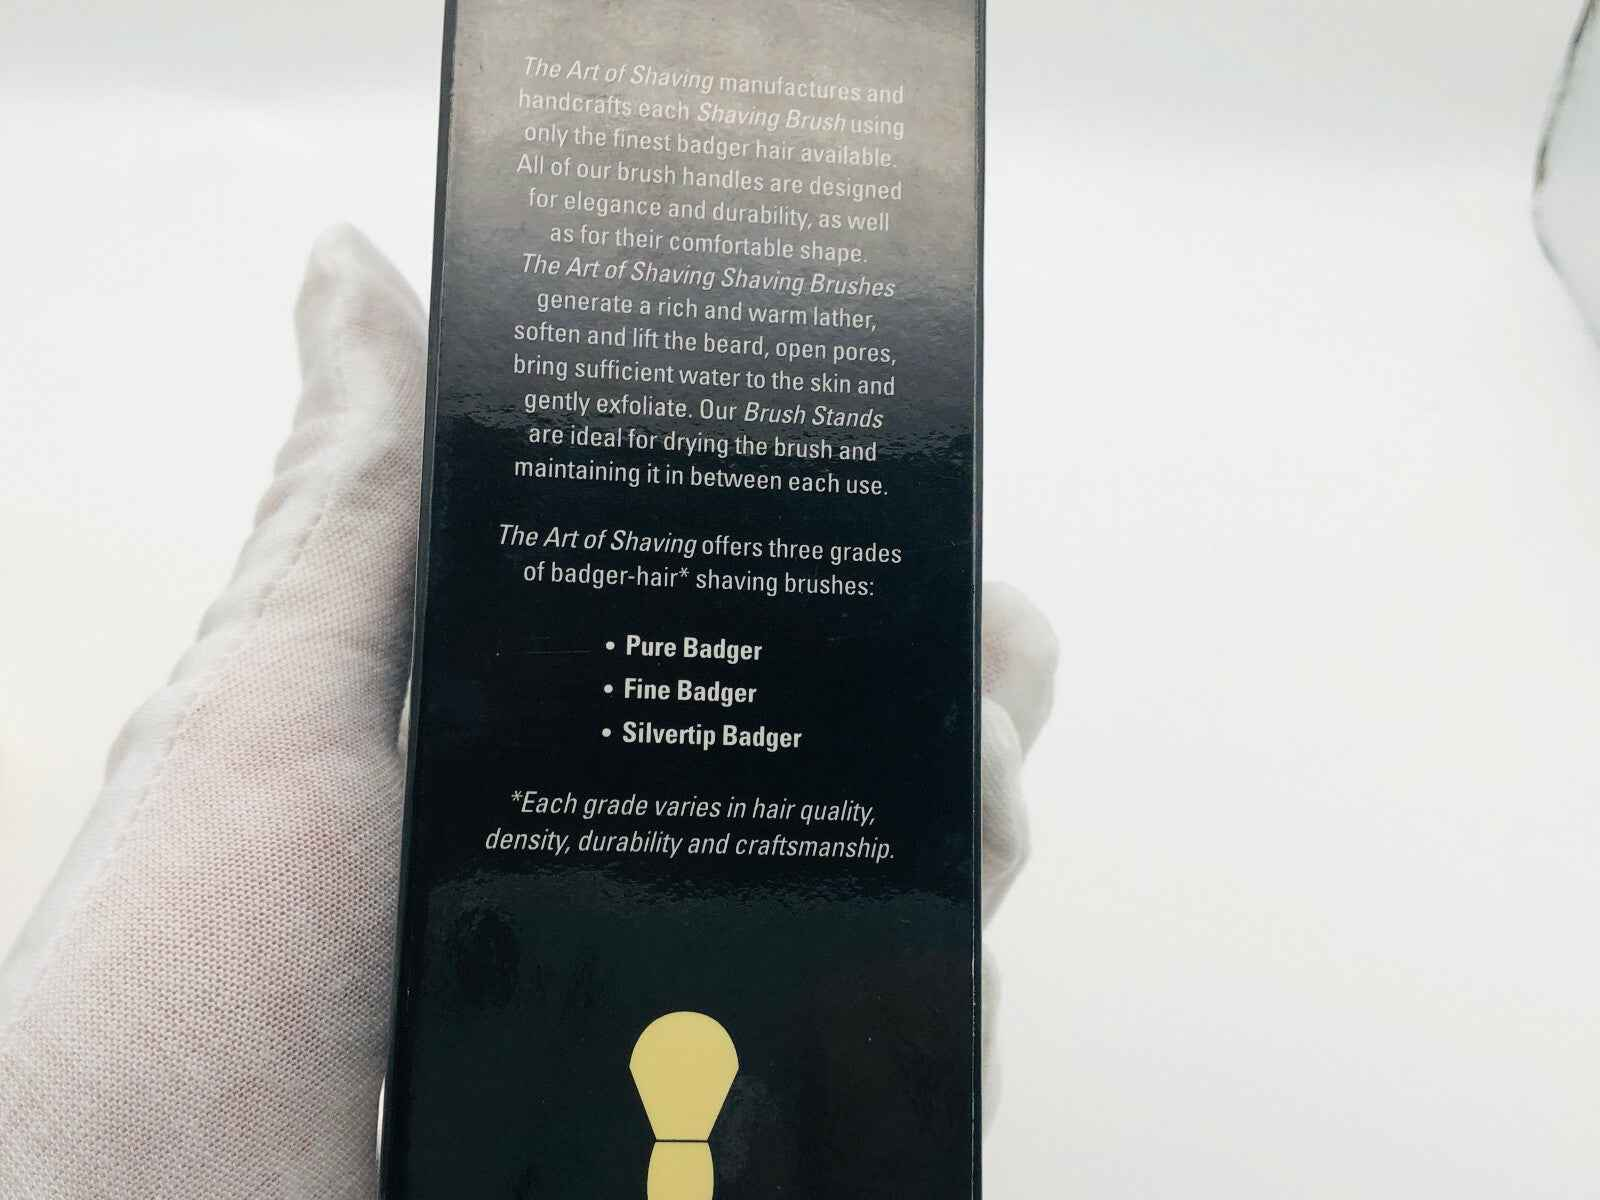 The Art of Shaving manufactures and
handcrafts each Shaving Brush using
only the finest badger hair available.
All of our brush handles are designed
for elegance and durability, as well
as for their comfortable shape.
The Art of Shaving Shaving Brushes
generate a rich and warm lather,
soften and lift the beard, open pores,
bring sufficient water to the skin and
gently exfoliate. Our Brush Stands
are ideal for drying the brush and
maintaining it in between each use.
The Art of Shaving offers three grades
of badger-hair* shaving brushes:
• Pure Badger
• Fine Badger
• Silvertip Badger
*Each grade varies in hair quality,
density, durability and craftsmanship.